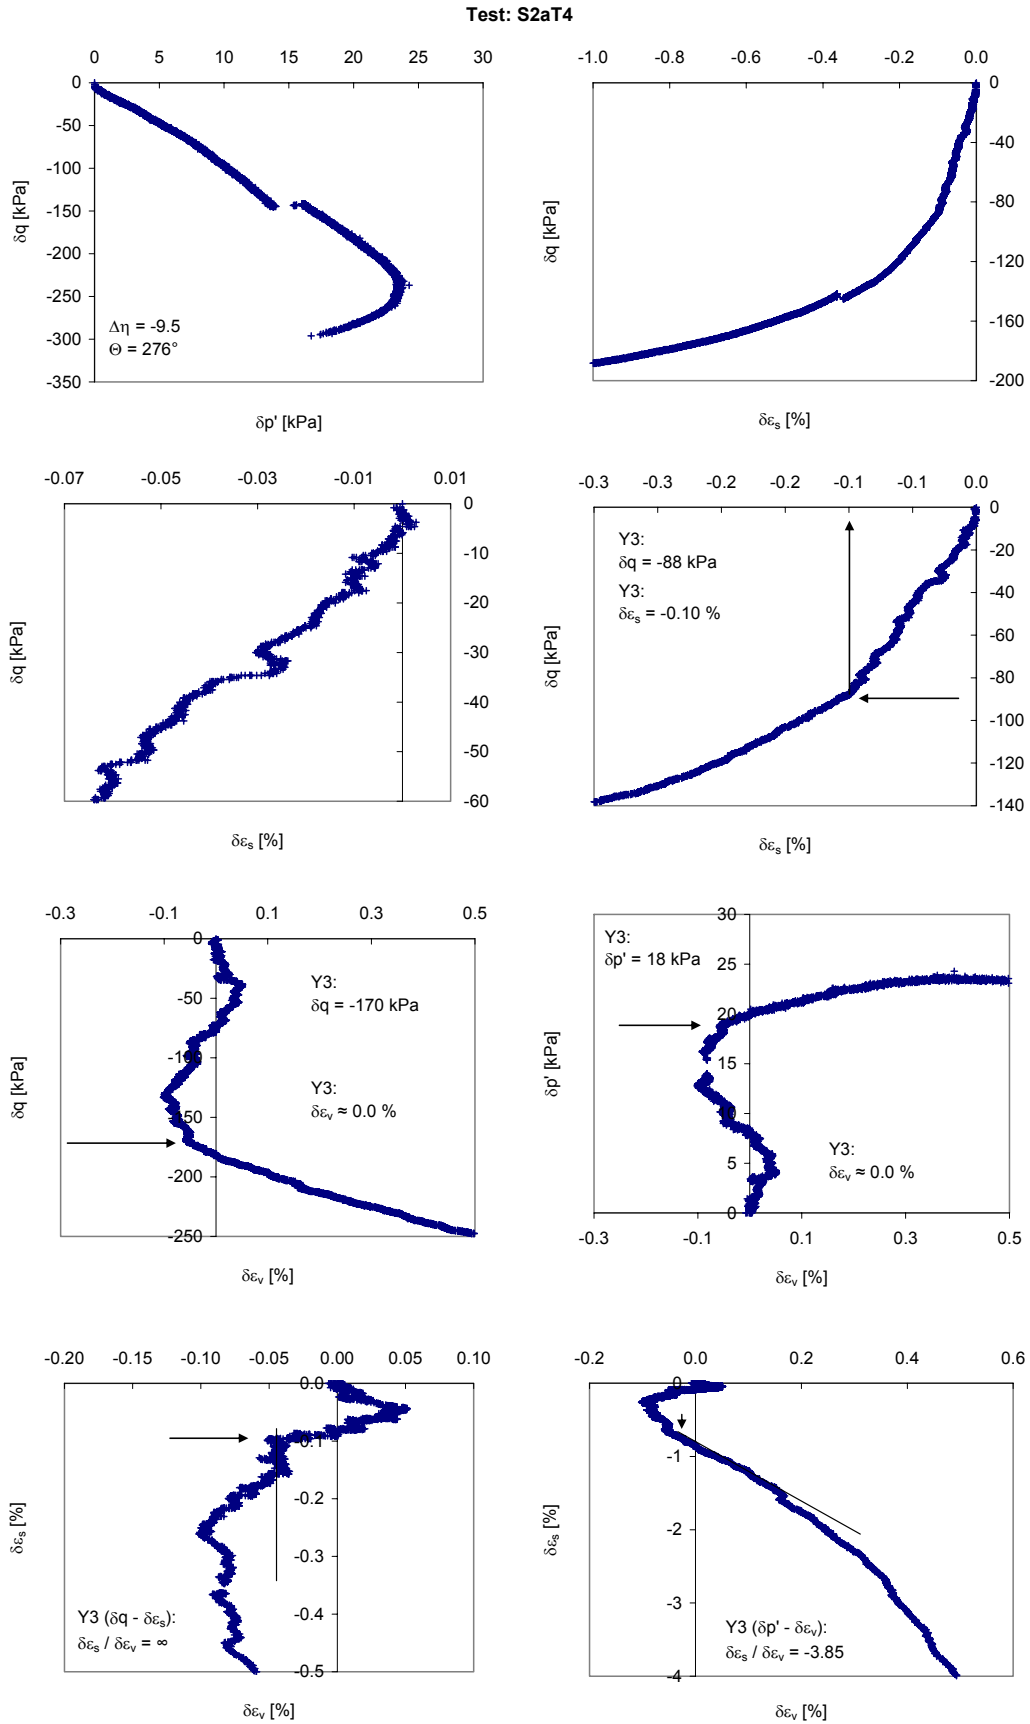 Test: S2aT4
0 5 10 15 20 25 30
0
-50
-100
-150
-200
-250
-300
-350
δq [kPa]
Δη = -9.5
Θ = 276°
δp' [kPa]
-1.0 -0.8 -0.6 -0.4 -0.2 0.0
0
-40
-80
-120
-160
-200
δq [kPa]
δεs [%]
-0.07 -0.05 -0.03 -0.01 0.01
0
-10
-20
-30
-40
-50
-60
δq [kPa]
δεs [%]
-0.3 -0.3 -0.2 -0.2 -0.1 -0.1 0.0
0
-20
-40
-60
-80
-100
-120
-140
δq [kPa]
Y3:
δq = -88 kPa
Y3:
δεs = -0.10 %
δεs [%]
-0.3 -0.1 0.1 0.3 0.5
0
-50
-100
-150
-200
-250
δq [kPa]
Y3:
δq = -170 kPa
Y3:
δεv ≈ 0.0 %
δεv [%]
30
25
20
15
10
5
0
δp' [kPa]
Y3:
δp' = 18 kPa
Y3:
δεv ≈ 0.0 %
-0.3 -0.1 0.1 0.3 0.5
δεv [%]
-0.20 -0.15 -0.10 -0.05 0.00 0.05 0.10
0.0
-0.1
-0.2
-0.3
-0.4
-0.5
δεs [%]
Y3 (δq - δεs):
δεs / δεv = ∞
δεv [%]
-0.2 0.0 0.2 0.4 0.6
0
-1
-2
-3
-4
δεs [%]
Y3 (δp' - δεv):
δεs / δεv = -3.85
δεv [%]